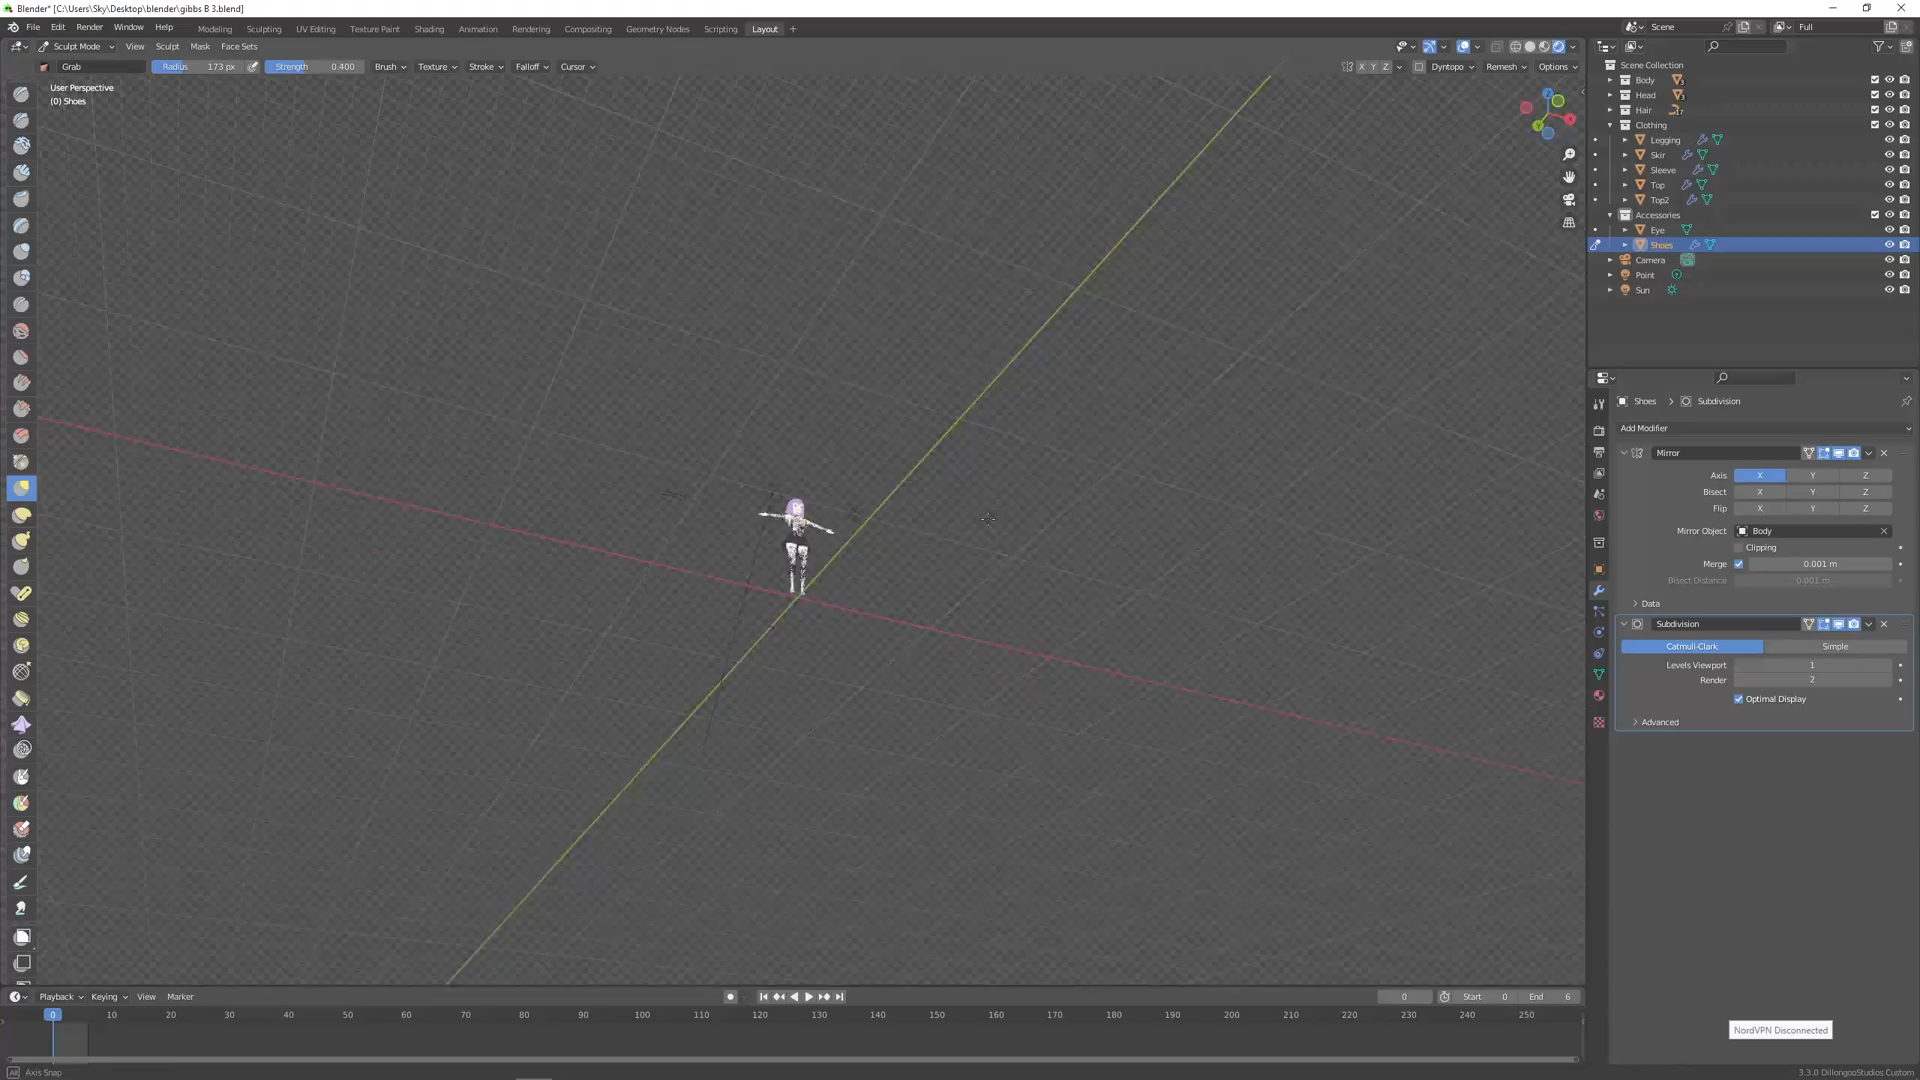 Blender* [C:\Users\Sky\Desktop\blender\gibbs B 3.blend]
File Edit Render Window Help Modeling Sculpting UV Editing Texture Paint Shading Animation Rendering Compositing Geometry Nodes Scripting Layout + Scene Full
Sculpt Mode View Sculpt Mask Face Sets
Grab Radius 173 px Strength 0.400 Brush Texture Stroke Falloff Cursor X Y Z Dyntopo Remesh Options
User Perspective
(0) Shoes
Scene Collection
Body 3
Head 3
Hair 17
Clothing
Legging
Skir
Sleeve
Top
Top2
Accessories
Eye
Shoes
Camera
Point
Sun
Shoes > Subdivision
Add Modifier
Mirror
Axis X Y Z
Bisect X Y Z
Flip X Y Z
Mirror Object Body
Clipping
Merge 0.001 m
Bisect Distance 0.001 m
Data
Subdivision
Catmull-Clark Simple
Levels Viewport 1
Render 2
Optimal Display
Advanced
Playback Keying View Marker 0 Start 0 End 6
0 10 20 30 40 50 60 70 80 90 100 110 120 130 140 150 160 170 180 190 200 210 220 230 240 250
NordVPN Disconnected
Alt Axis Snap 3.3.0 DillongooStudios Custom